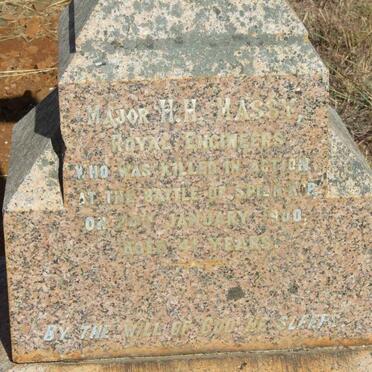 MAJOR H.H. MASSY,
ROYAL ENGINEERS,
WHO WAS KILLED IN ACTION
AT THE BATTLE OF SPION KOP
ON 24TH JANUARY 1900.
AGED 41 YEARS.
"BY THE WILL OF GOD HE SLEEPS"